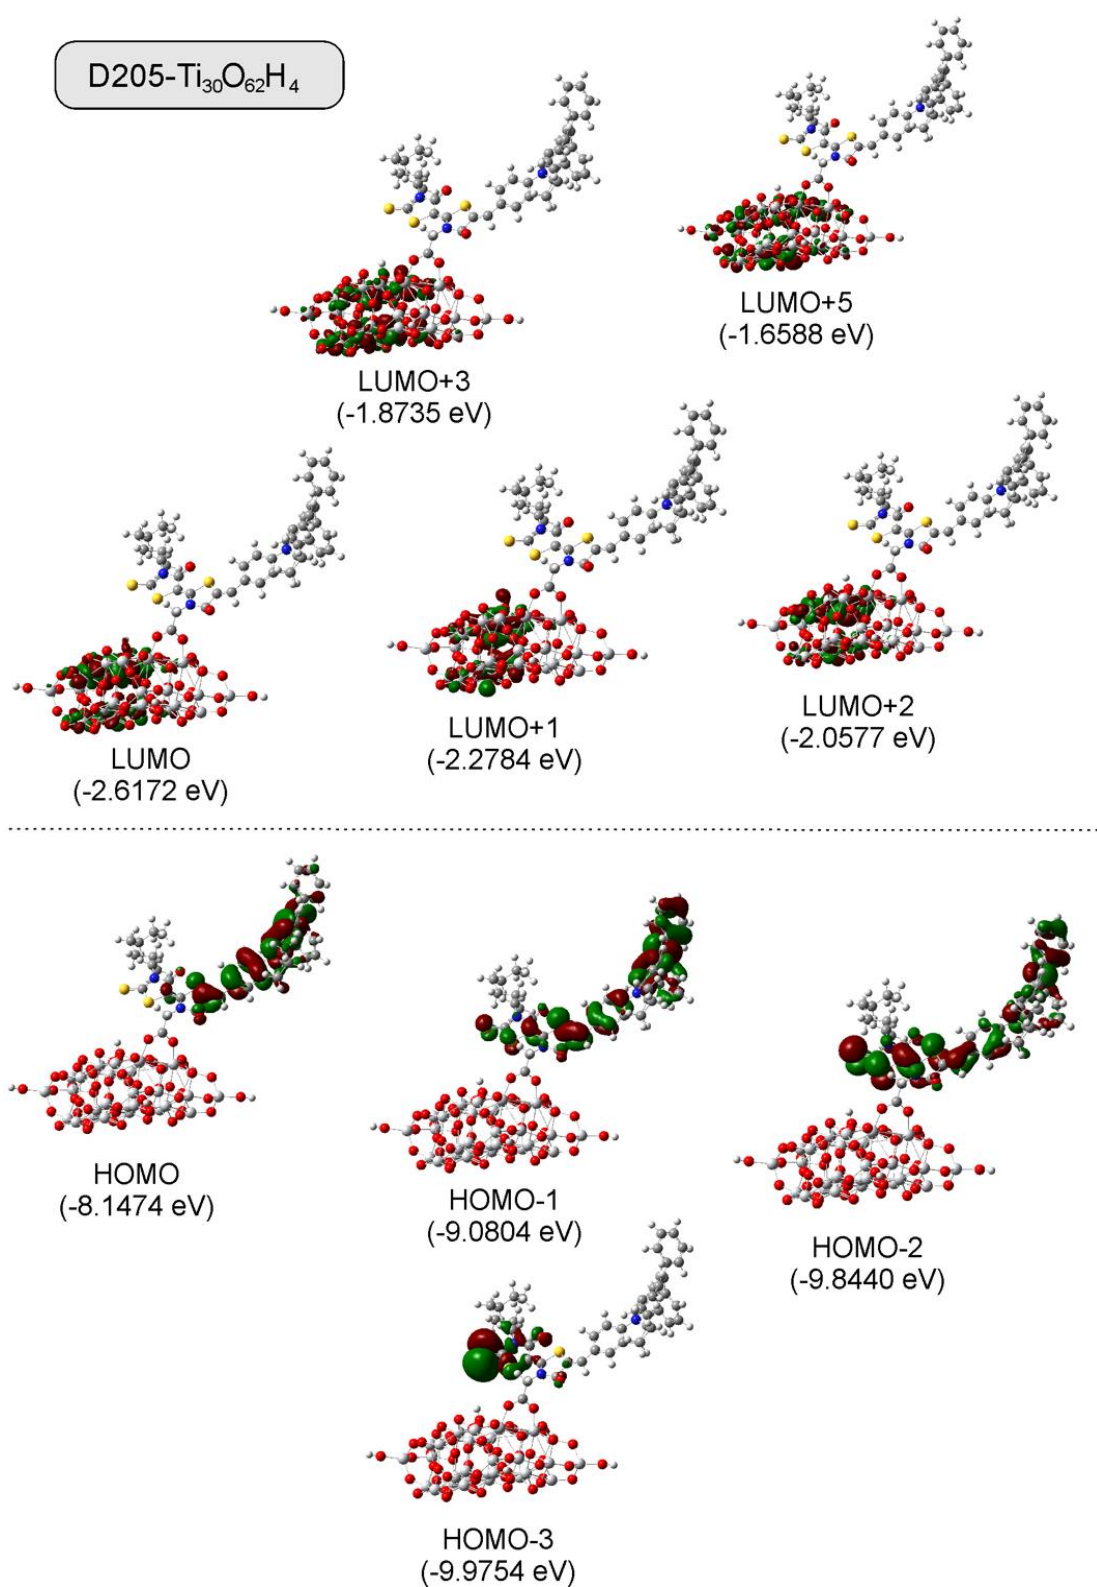 D205-Ti₃₀O₆₂H₄
LUMO+5
(-1.6588 eV)
LUMO+3
(-1.8735 eV)
LUMO+2
(-2.0577 eV)
LUMO+1
(-2.2784 eV)
LUMO
(-2.6172 eV)
HOMO
(-8.1474 eV)
HOMO-1
(-9.0804 eV)
HOMO-2
(-9.8440 eV)
HOMO-3
(-9.9754 eV)